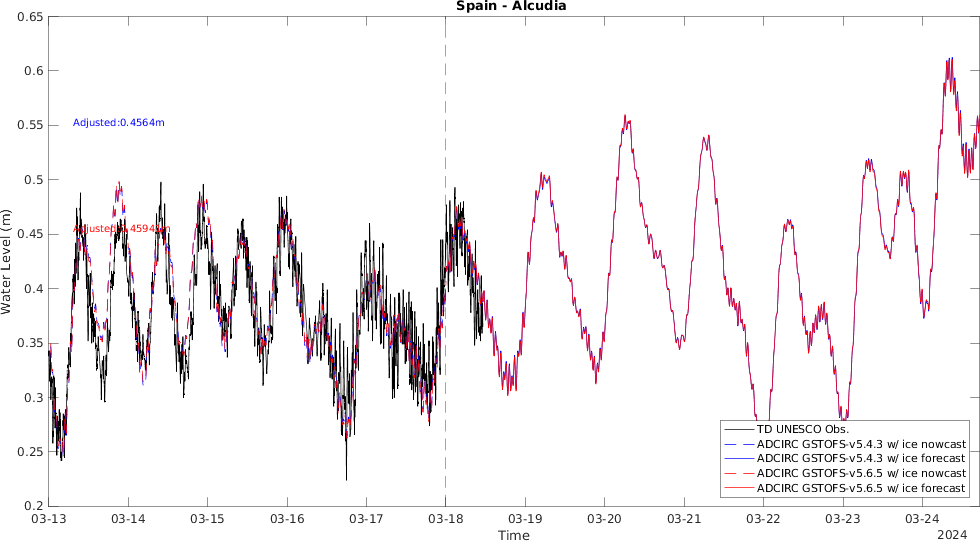 Spain - Alcudia
0.65
0.6
0.55
0.5
0.45
0.4
0.35
0.3
0.25
0.2
Water Level (m)
Adjusted:0.4564m
TD UNESCO Obs.
ADCIRC GSTOFS-v5.4.3 w/ ice nowcast
ADCIRC GSTOFS-v5.4.3 w/ ice forecast
ADCIRC GSTOFS-v5.6.5 w/ ice nowcast
ADCIRC GSTOFS-v5.6.5 w/ ice forecast
03-13 03-14 03-15 03-16 03-17 03-18 03-19 03-20 03-21 03-22 03-23 03-24
Time
2024